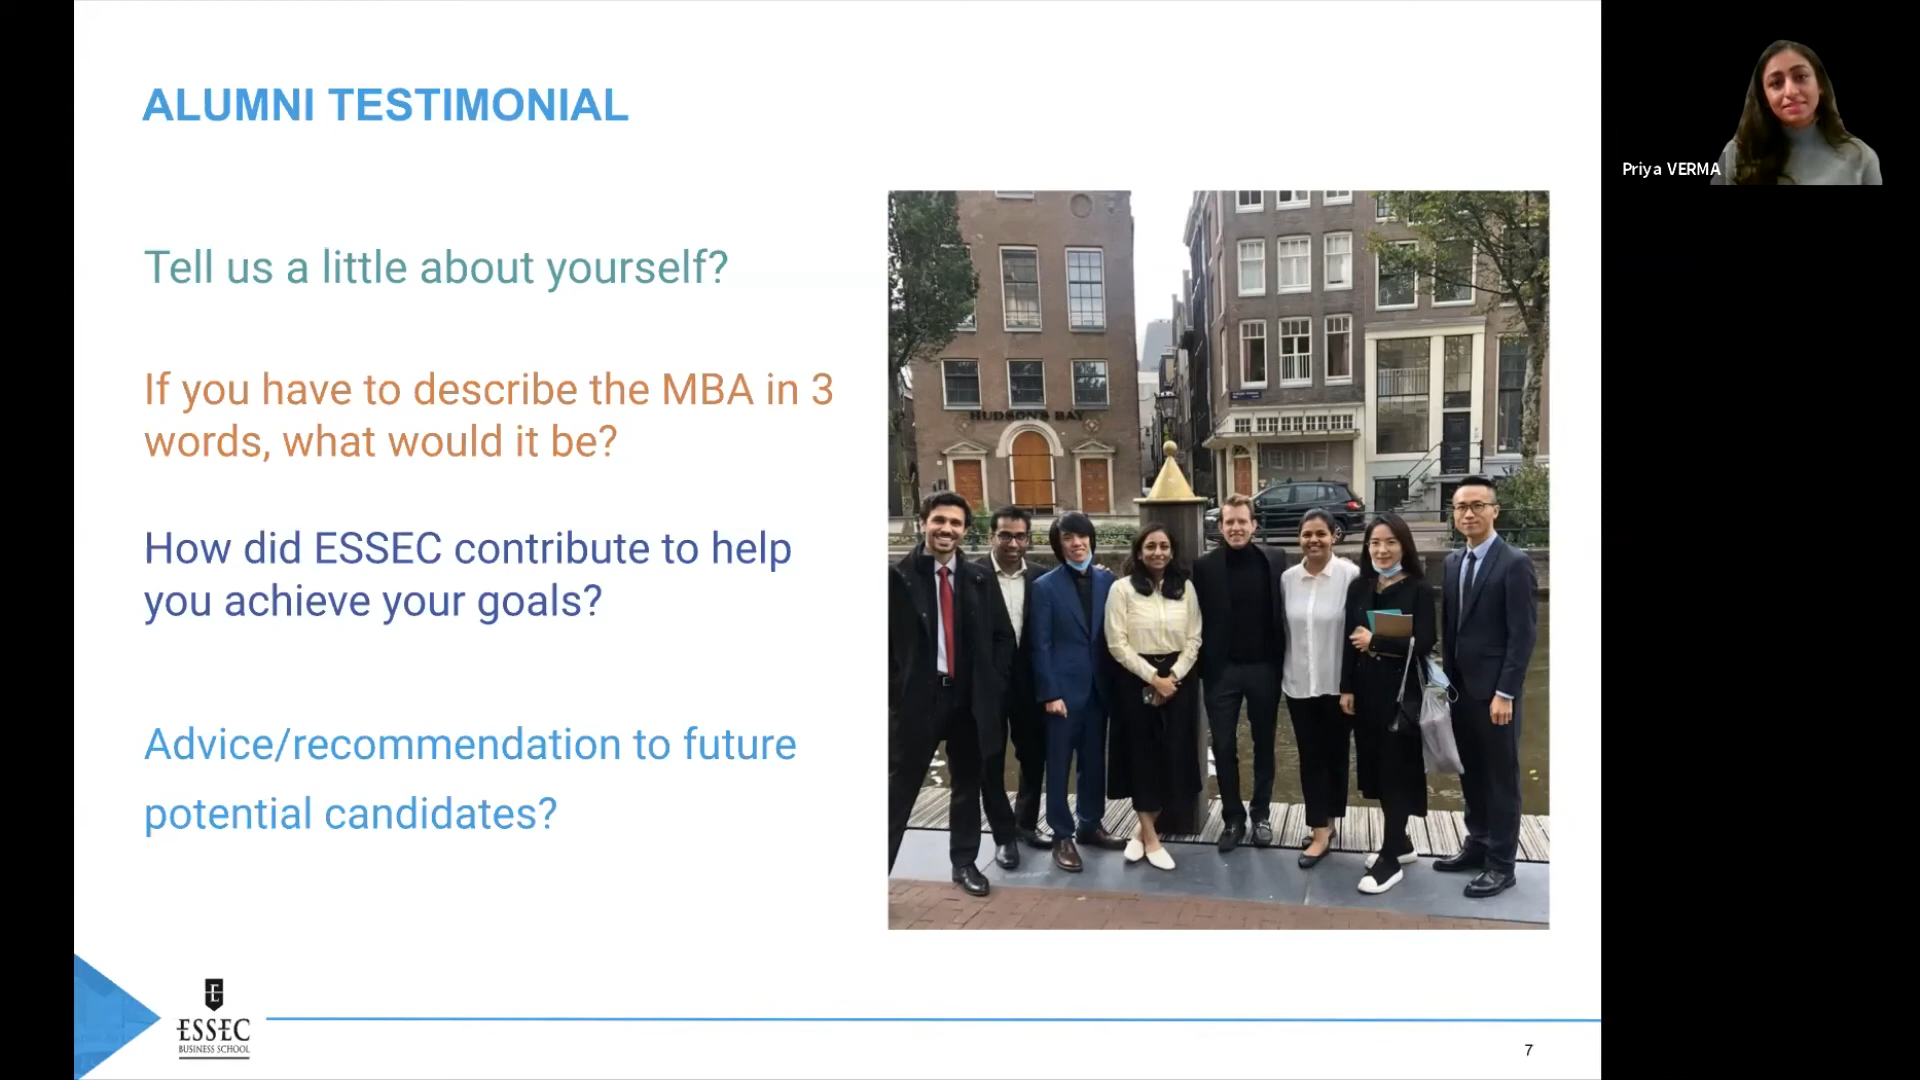 ALUMNI TESTIMONIAL
Priya VERMA
Tell us a little about yourself?
If you have to describe the MBA in 3
words, what would it be?
How did ESSEC contribute to help
you achieve your goals?
Advice/recommendation to future
potential candidates?
HUDSON'S BAY
ESSEC
BUSINESS SCHOOL
7